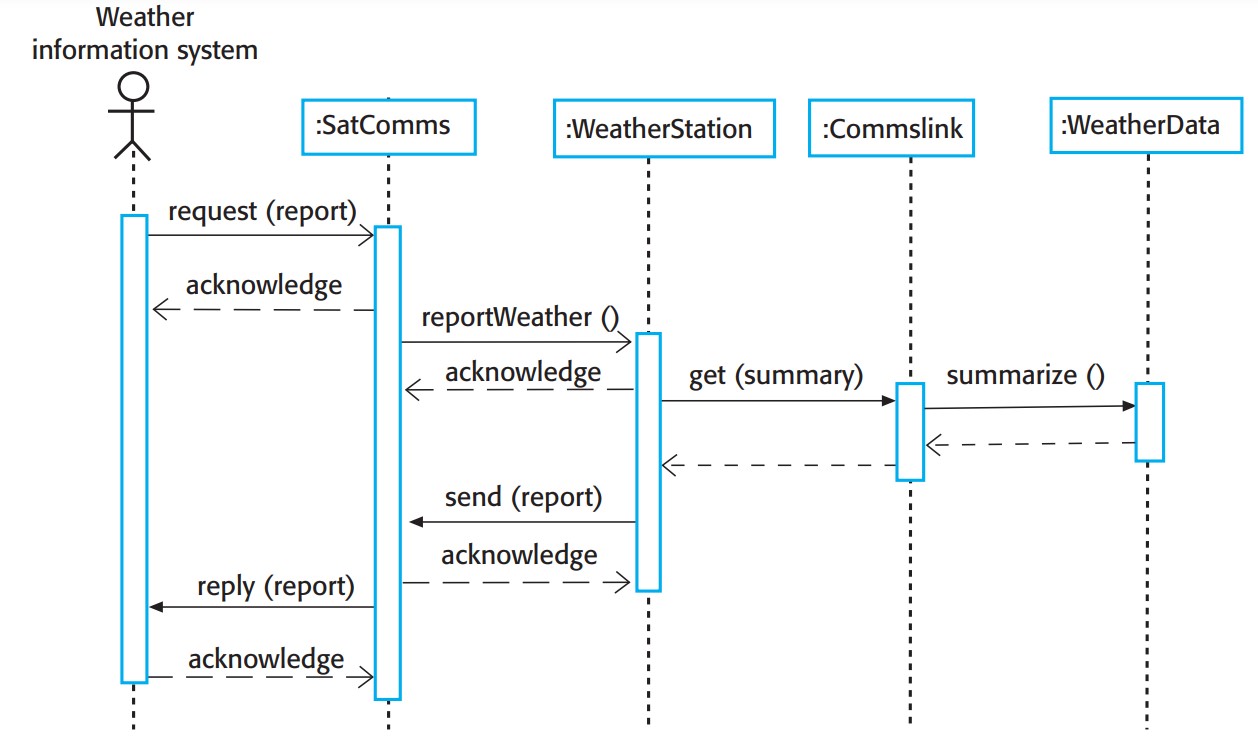 Weather
information system
:SatComms
:WeatherStation
:Commslink
:WeatherData
request (report)
acknowledge
reportWeather ()
acknowledge
get (summary)
summarize ()
send (report)
acknowledge
reply (report)
acknowledge